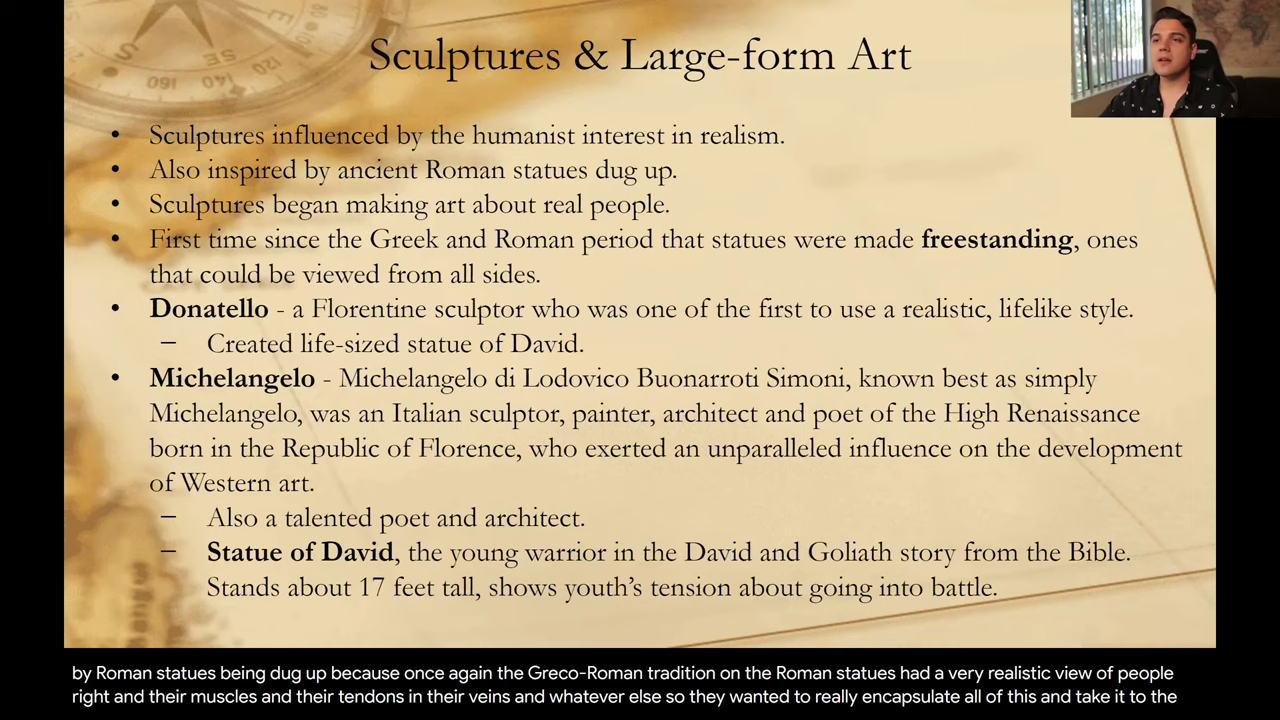 Sculptures & Large-form Art
S
SE
120
140
160
• Sculptures influenced by the humanist interest in realism.
• Also inspired by ancient Roman statues dug up.
• Sculptures began making art about real people.
• First time since the Greek and Roman period that statues were made freestanding, ones
that could be viewed from all sides.
• Donatello - a Florentine sculptor who was one of the first to use a realistic, lifelike style.
– Created life-sized statue of David.
• Michelangelo - Michelangelo di Lodovico Buonarroti Simoni, known best as simply
Michelangelo, was an Italian sculptor, painter, architect and poet of the High Renaissance
born in the Republic of Florence, who exerted an unparalleled influence on the development
of Western art.
– Also a talented poet and architect.
– Statue of David, the young warrior in the David and Goliath story from the Bible.
Stands about 17 feet tall, shows youth’s tension about going into battle.
by Roman statues being dug up because once again the Greco-Roman tradition on the Roman statues had a very realistic view of people
right and their muscles and their tendons in their veins and whatever else so they wanted to really encapsulate all of this and take it to the